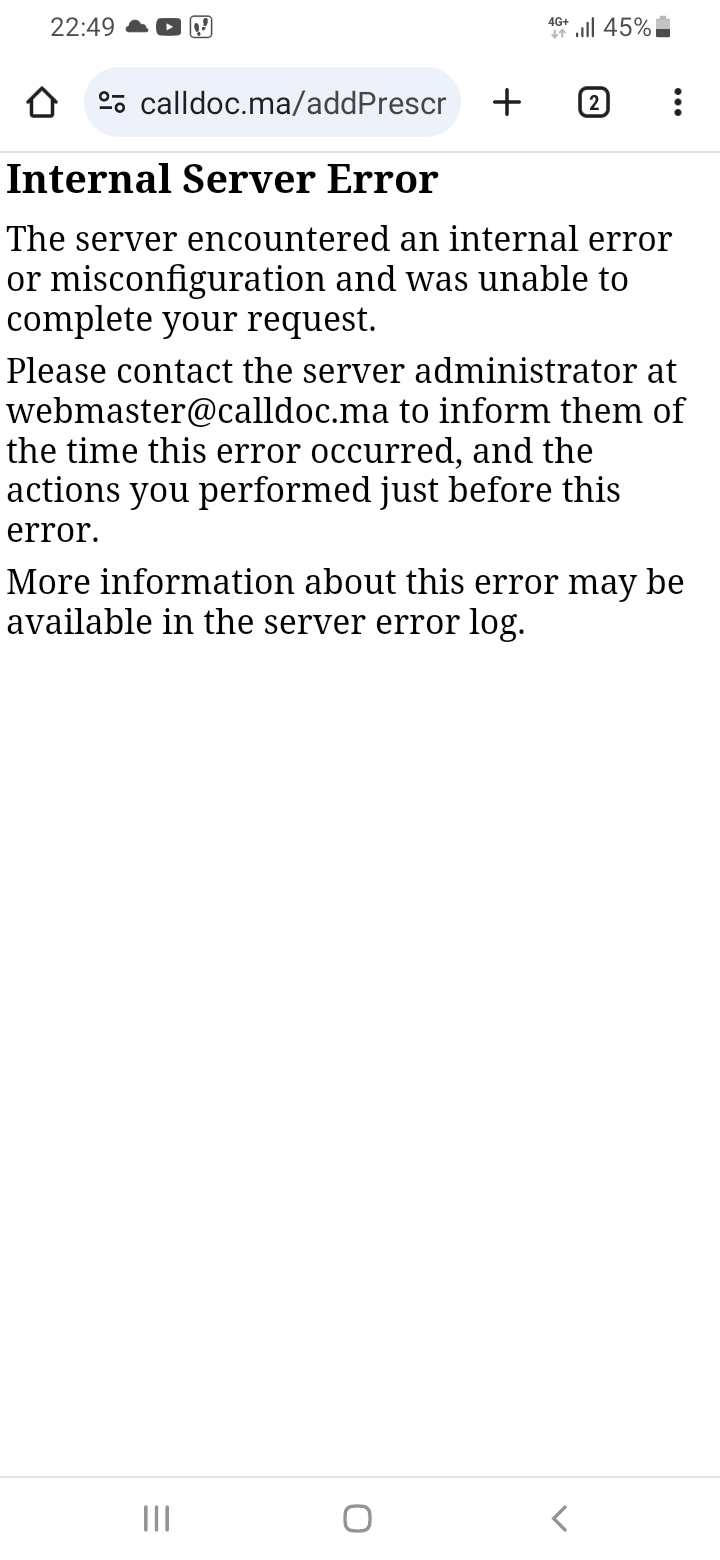 22:49 4G+ 45%
calldoc.ma/addPrescr 2
Internal Server Error
The server encountered an internal error
or misconfiguration and was unable to
complete your request.
Please contact the server administrator at
webmaster@calldoc.ma to inform them of
the time this error occurred, and the
actions you performed just before this
error.
More information about this error may be
available in the server error log.